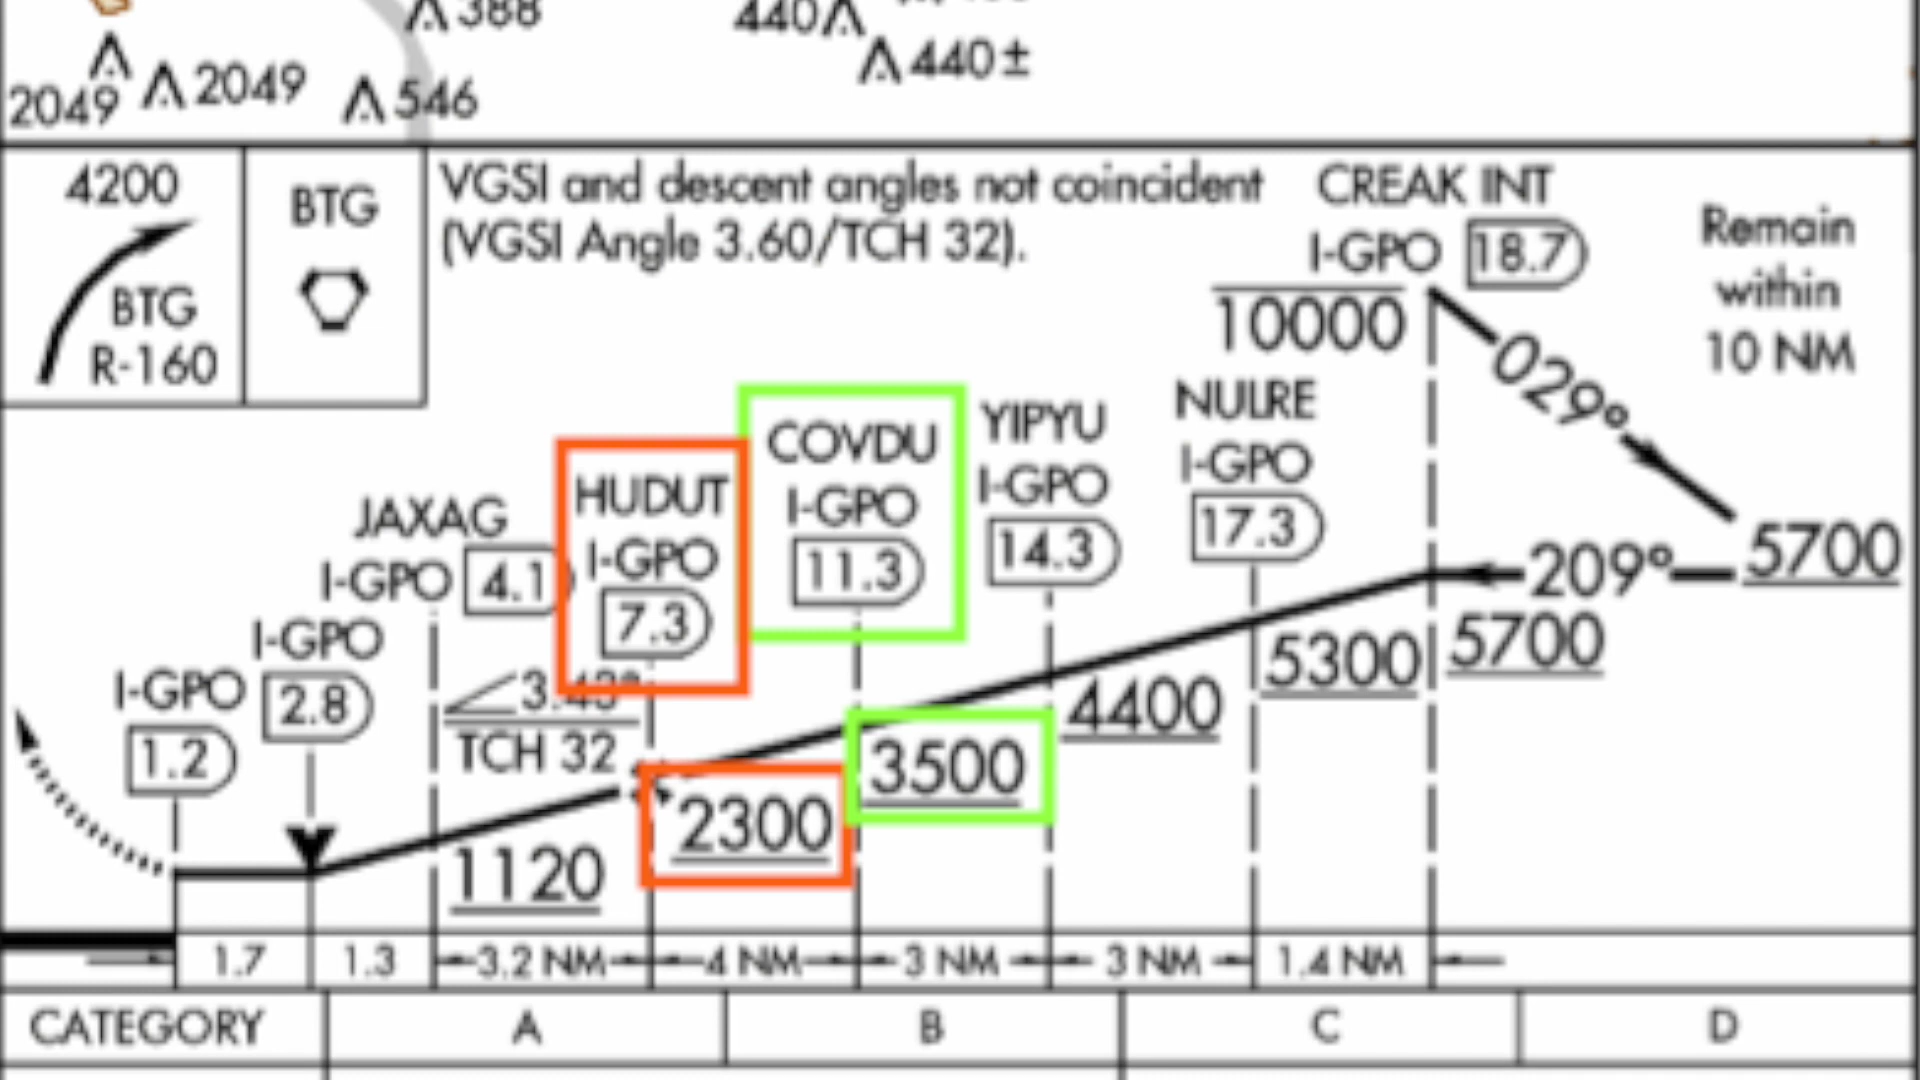 388
440
440±
2049
2049
546
4200
BTG
R-160
BTG
VGSI and descent angles not coincident
(VGSI Angle 3.60/TCH 32).
CREAK INT
I-GPO 18.7
10000
Remain
within
10 NM
029°
NULRE
I-GPO
17.3
YIPYU
I-GPO
14.3
COVDU
I-GPO
11.3
HUDUT
I-GPO
7.3
JAXAG
I-GPO 4.1
I-GPO
2.8
I-GPO
1.2
3.43°
TCH 32
209°
5700
5700
5300
4400
3500
2300
1120
1.7
1.3
3.2 NM
4 NM
3 NM
3 NM
1.4 NM
CATEGORY
A
B
C
D